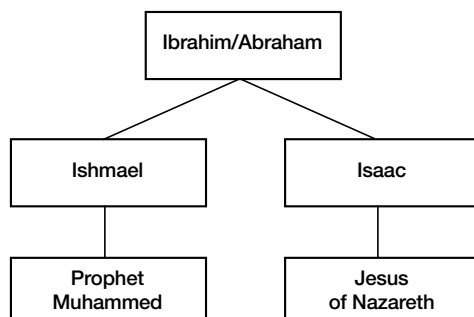 Ibrahim/Abraham
Ishmael
Isaac
Prophet
Muhammed
Jesus
of Nazareth